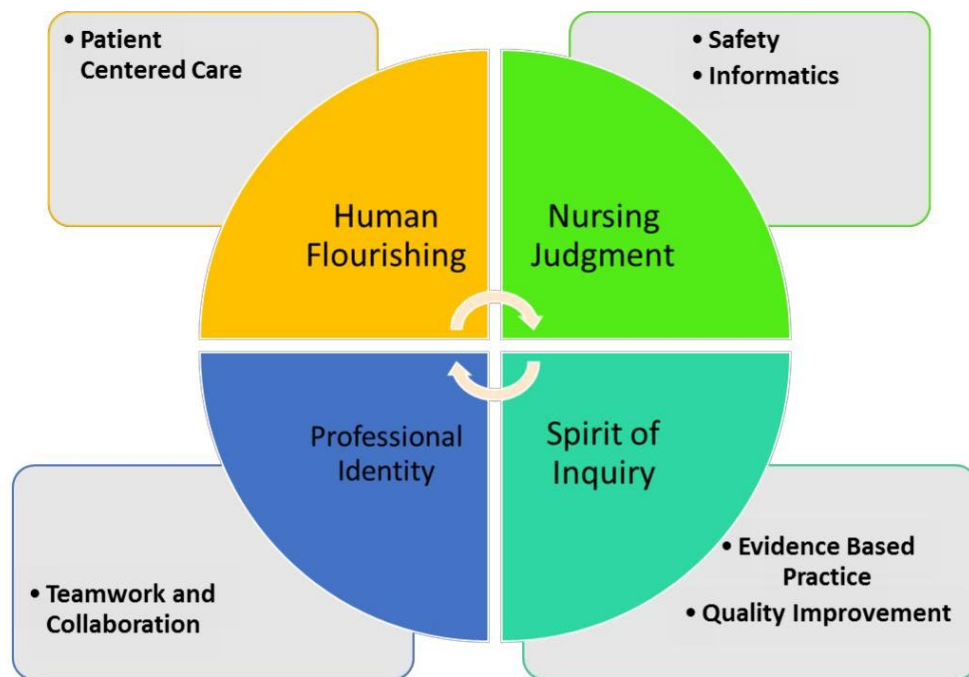 • Patient
Centered Care
• Safety
• Informatics
Human
Flourishing
Nursing
Judgment
Professional
Identity
Spirit of
Inquiry
• Teamwork and
Collaboration
• Evidence Based
Practice
• Quality Improvement